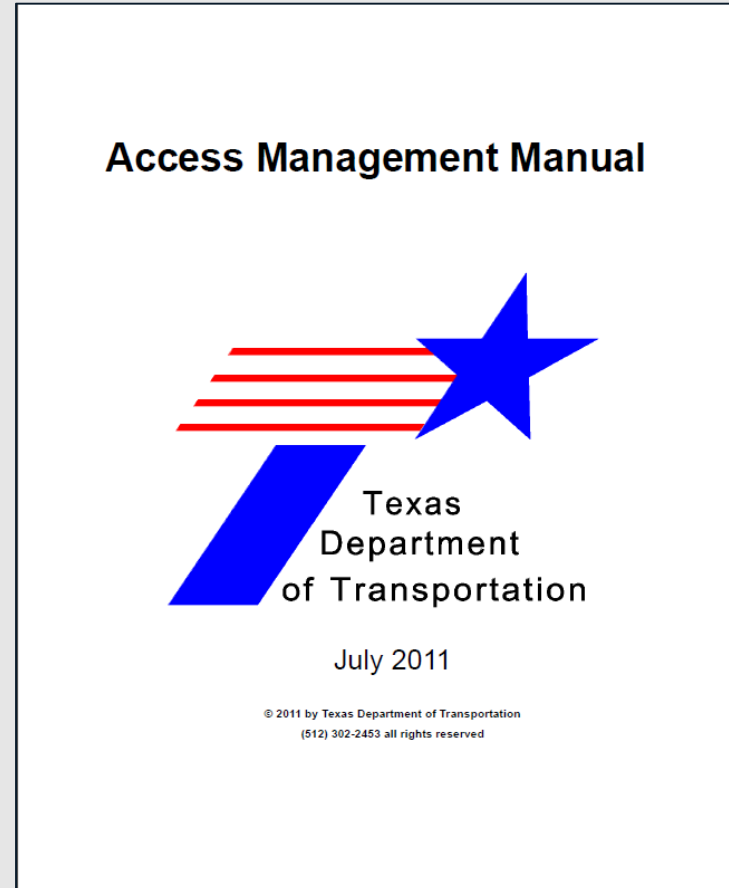 Access Management Manual
Texas
Department
of Transportation
July 2011
© 2011 by Texas Department of Transportation
(512) 302-2453 all rights reserved